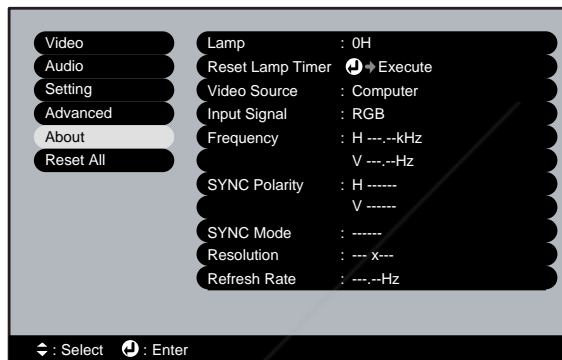 Video
Audio
Setting
Advanced
About
Reset All
Lamp : 0H
Reset Lamp Timer Execute
Video Source : Computer
Input Signal : RGB
Frequency : H ---.--kHz
V ---.--Hz
SYNC Polarity : H ------
V ------
SYNC Mode : ------
Resolution : --- x---
Refresh Rate : ---.--Hz
: Select : Enter